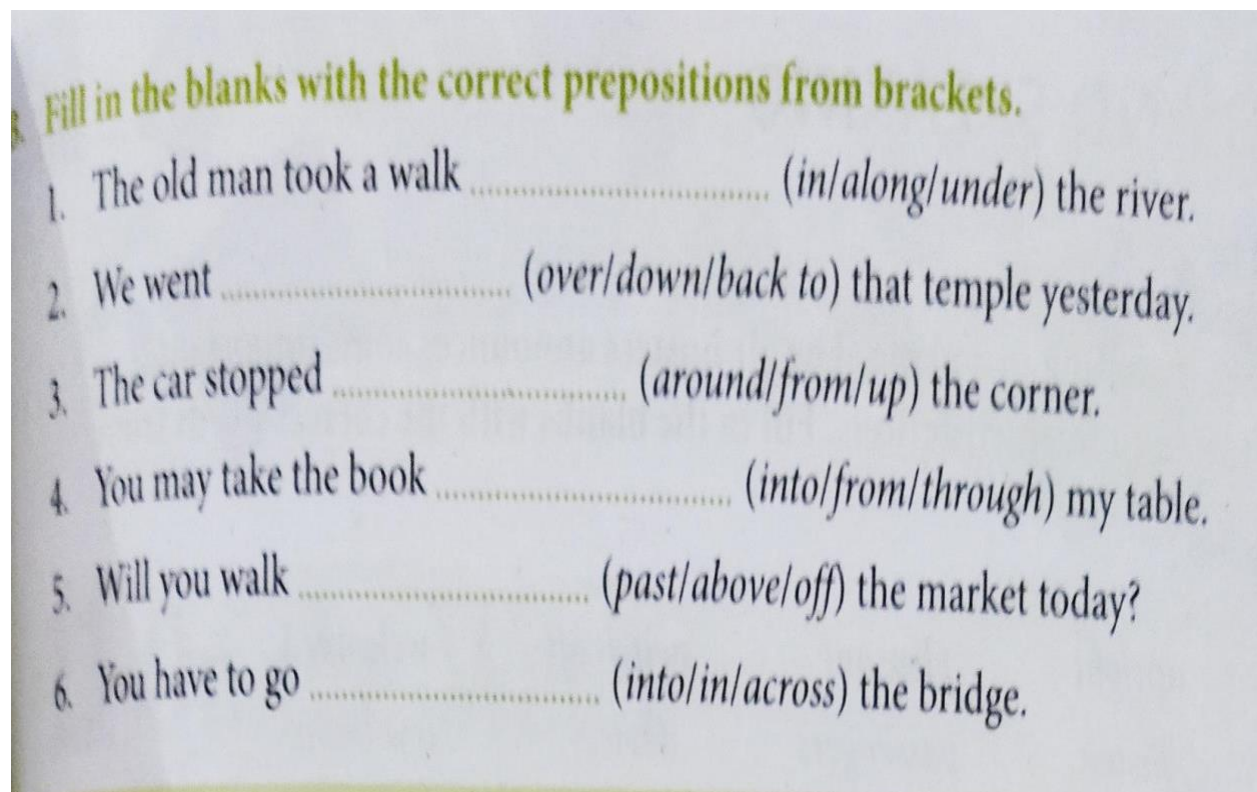 3. Fill in the blanks with the correct prepositions from brackets.
1. The old man took a walk .............................. (in/along/under) the river.
2. We went .............................. (over/down/back to) that temple yesterday.
3. The car stopped .............................. (around/from/up) the corner.
4. You may take the book .............................. (into/from/through) my table.
5. Will you walk .............................. (past/above/off) the market today?
6. You have to go .............................. (into/in/across) the bridge.